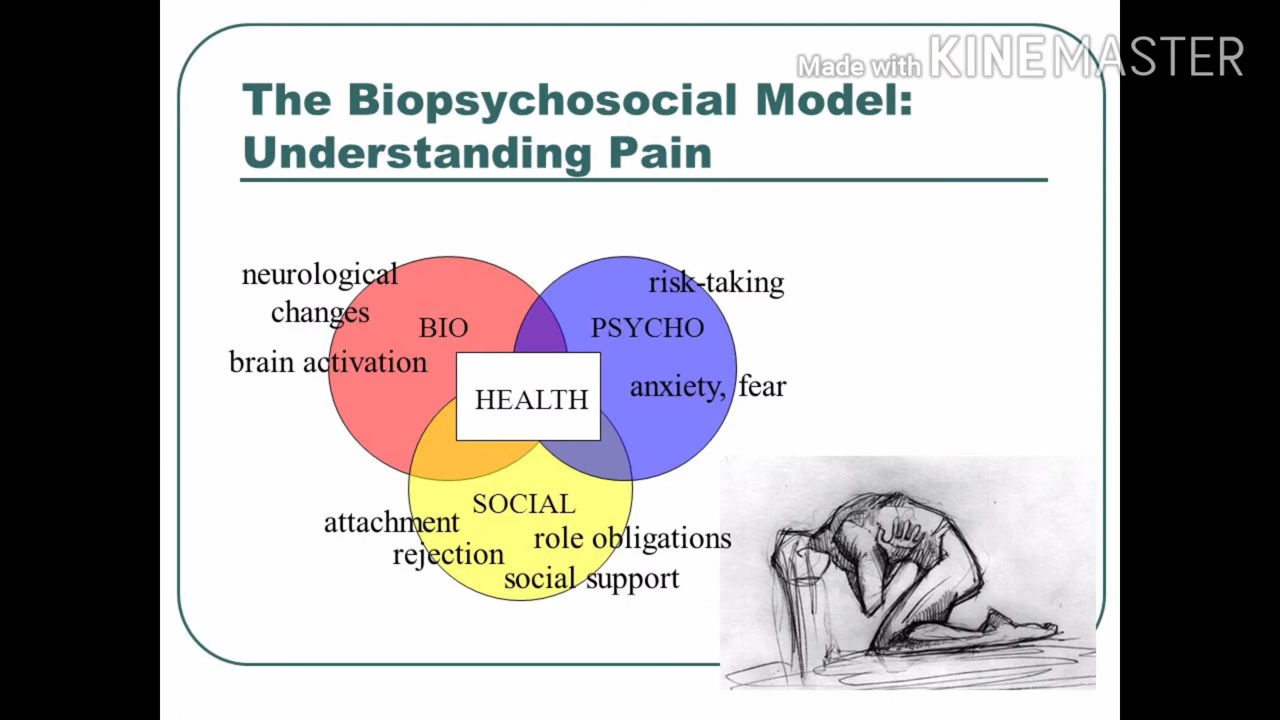 Made with KINEMASTER
The Biopsychosocial Model:
Understanding Pain
neurological
changes
brain activation
BIO
risk-taking
PSYCHO
anxiety, fear
HEALTH
SOCIAL
attachment
rejection
role obligations
social support